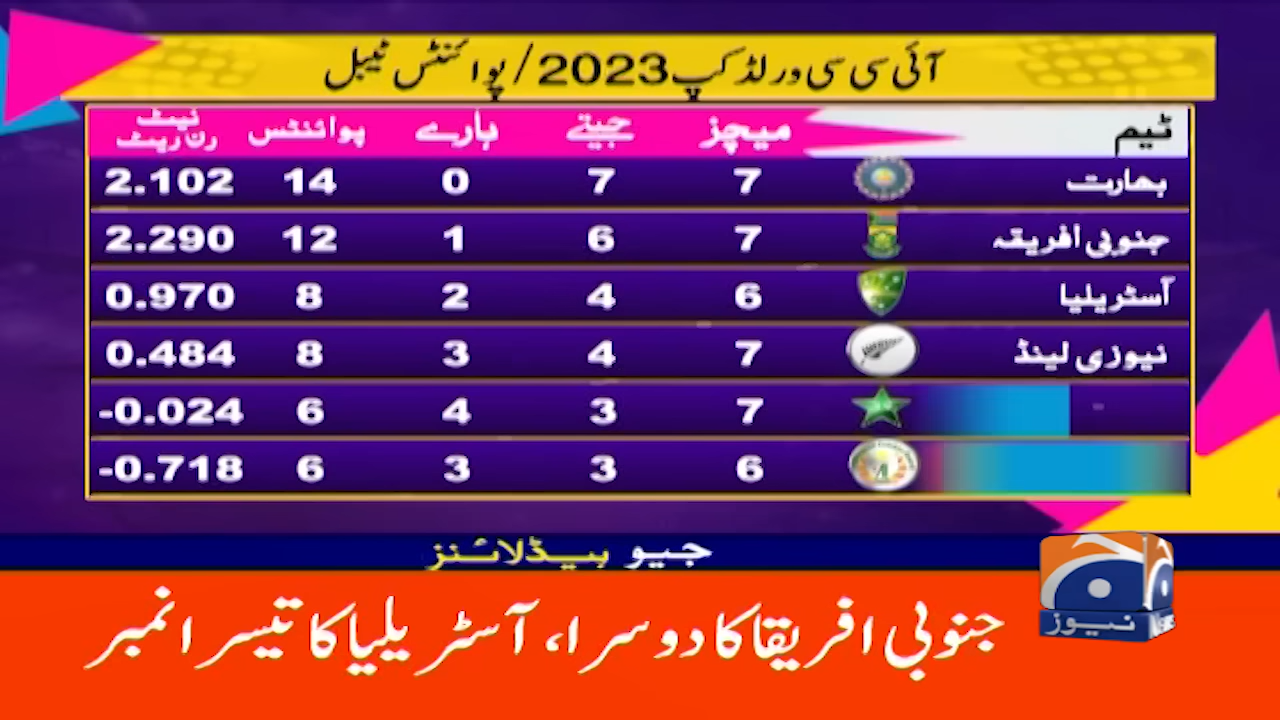 آئی سی سی ورلڈ کپ 2023/پوائنٹس ٹیبل
ٹیم میچز جیتے ہارے پوائنٹس نیٹ رن ریٹ
بھارت 7 7 0 14 2.102
جنوبی افریقہ 7 6 1 12 2.290
آسٹریلیا 6 4 2 8 0.970
نیوزی لینڈ 7 4 3 8 0.484
7 3 4 6 -0.024
6 3 3 6 -0.718
جیو ہیڈلائنز
جیو نیوز NEWS
جنوبی افریقا کا دوسرا، آسٹریلیا کا تیسرا نمبر